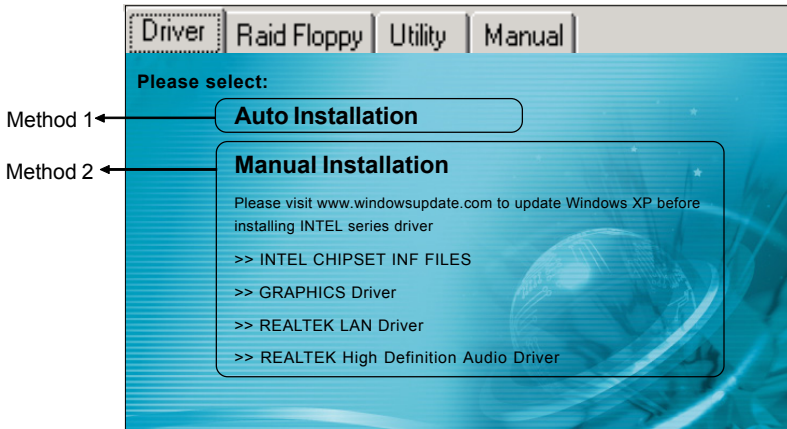 Driver Raid Floppy Utility Manual
Please select:
Method 1 Auto Installation
Method 2 Manual Installation
Please visit www.windowsupdate.com to update Windows XP before
installing INTEL series driver
>> INTEL CHIPSET INF FILES
>> GRAPHICS Driver
>> REALTEK LAN Driver
>> REALTEK High Definition Audio Driver